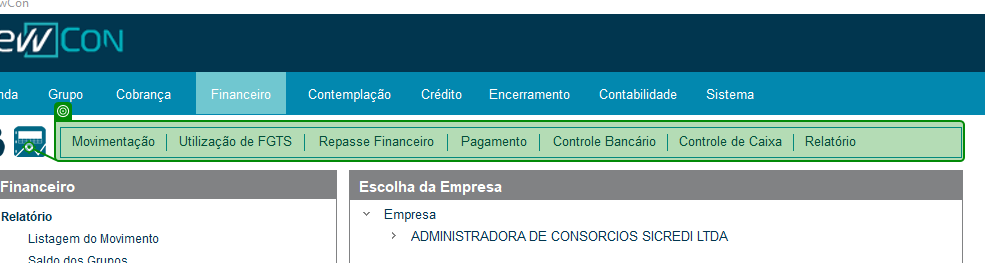 ewCon
ewCon
nda Grupo Cobrança Financeiro Contemplação Crédito Encerramento Contabilidade Sistema
Movimentação Utilização de FGTS Repasse Financeiro Pagamento Controle Bancário Controle de Caixa Relatório
Financeiro
Escolha da Empresa
Relatório
Empresa
Listagem do Movimento
ADMINISTRADORA DE CONSORCIOS SICREDI LTDA
Saldo dos Grupos